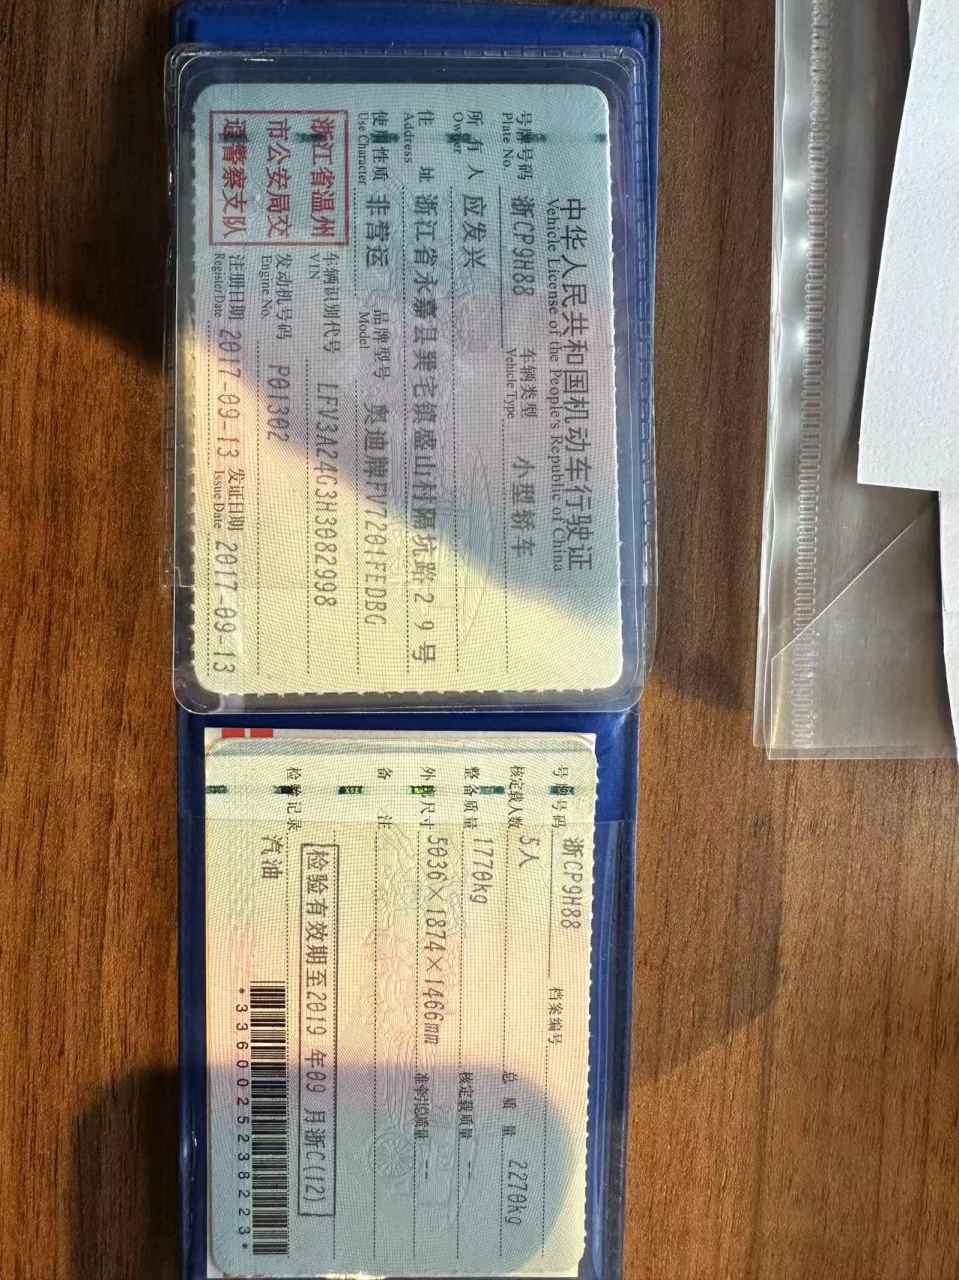 中华人民共和国机动车行驶证
Vehicle License of the People's Republic of China
号牌号码 浙CP9H88 车辆类型 小型轿车
Plate No. Vehicle Type
所有人 应发兴
Owner
住址 浙江省永嘉县巽宅镇盛山村隔坑路29号
Address
使用性质 非营运 品牌型号 奥迪牌FV7201FEDBG
Use Character Model
浙江省温州
市公安局交
通警察支队
车辆识别代号 LFV3A24G3H3082998
VIN
发动机号码 P01302
Engine No.
注册日期 2017-09-13 发证日期 2017-09-13
Register Date Issue Date
号牌号码 浙CP9H88 档案编号
核定载人数 5人 总质量 2270kg
整备质量 1770kg 核定载质量 --
外廓尺寸 5036×1874×1466mm 准牵引总质量 --
备注
检验有效期至2019年09月浙C(12)
检验记录
汽油
*3360025238223*